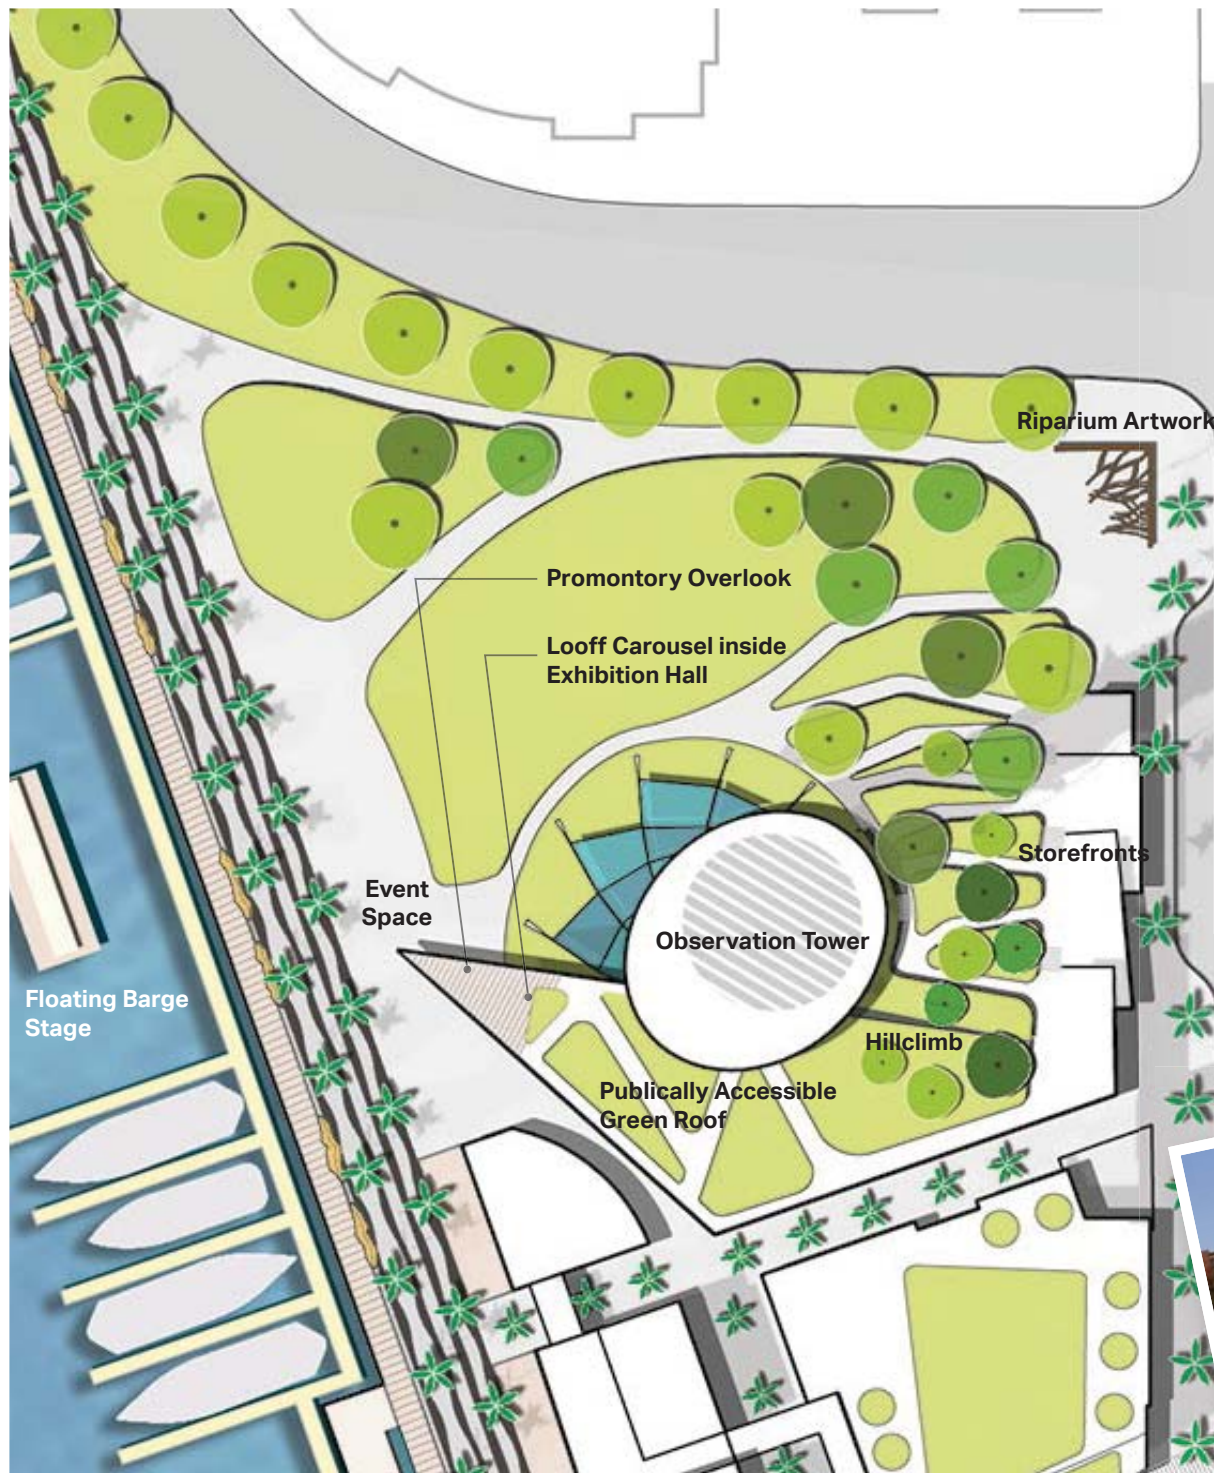 Riparium Artwork
Promontory Overlook
Looff Carousel inside
Exhibition Hall
Storefronts
Event
Space
Observation Tower
Floating Barge
Stage
Hillclimb
Publically Accessible
Green Roof